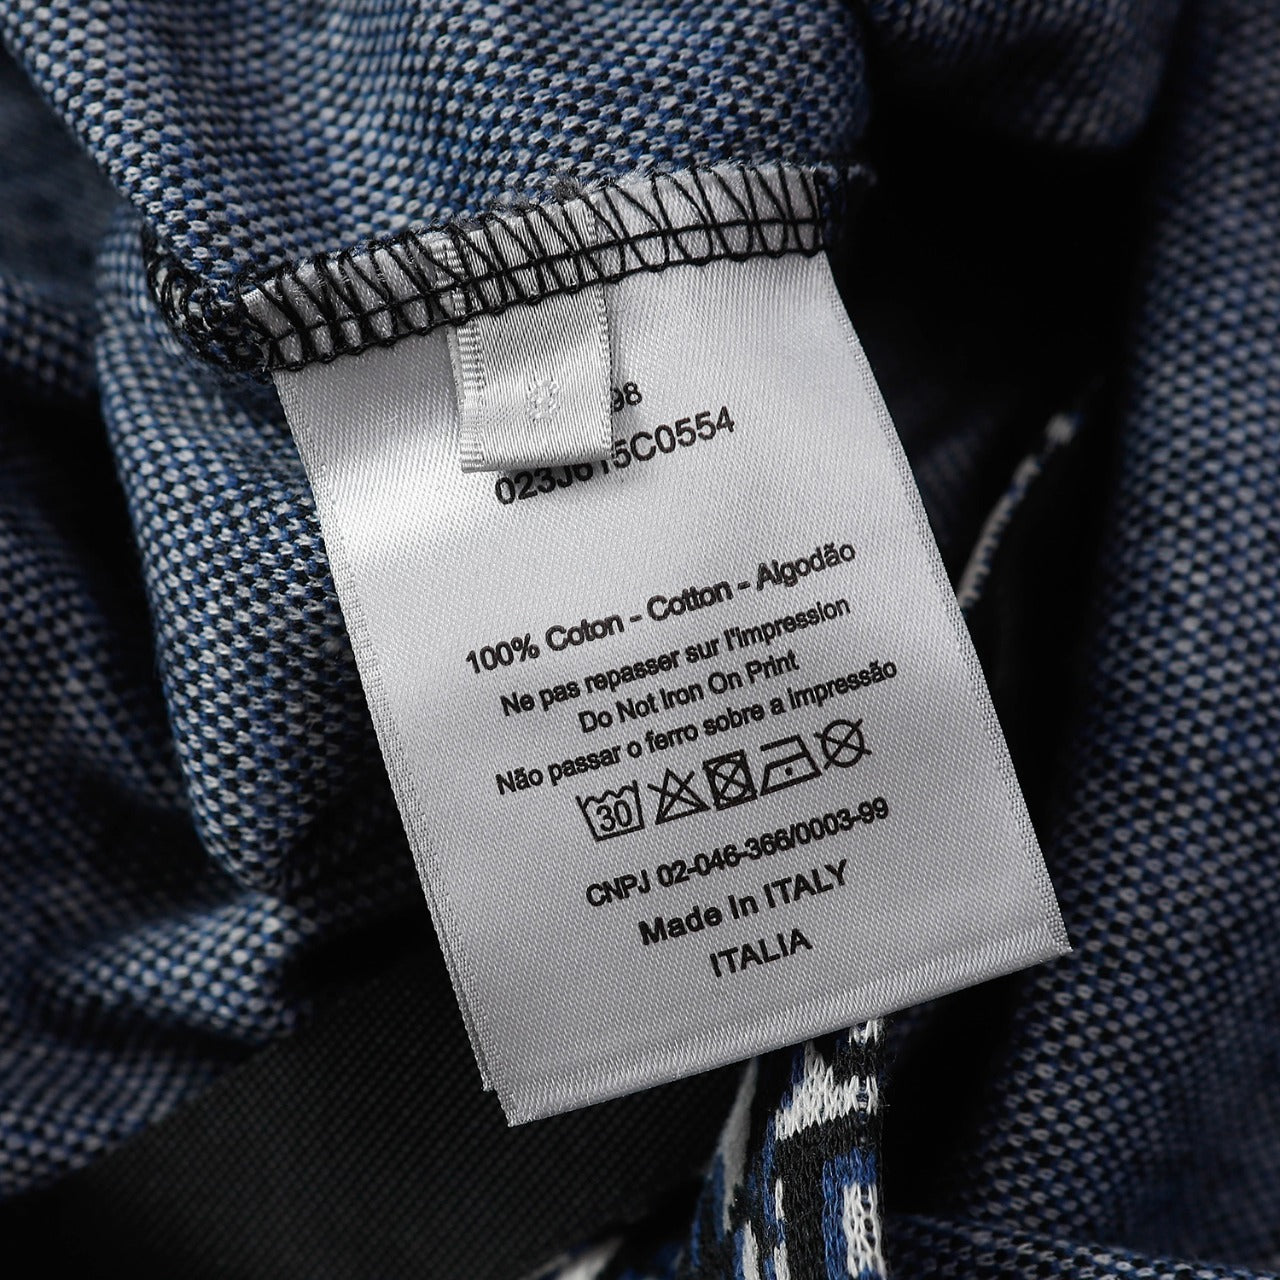 98
023J615C0554
100% Coton - Cotton - Algodão
Ne pas repasser sur l'impression
Do Not Iron On Print
Não passar o ferro sobre a impressão
30
CNPJ 02-046-366/0003-99
Made In ITALY
ITALIA